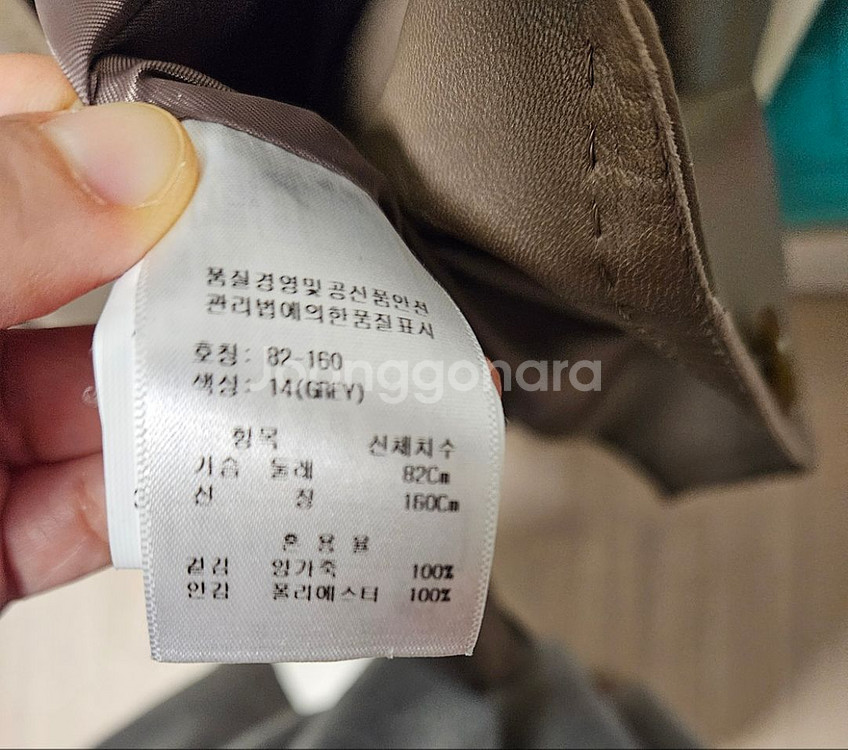 품질경영및 공산품안전
관리법에의한품질표시
호칭: 82-160
색상: 14(GREY)
항목 신체치수
가슴 둘레 82Cm
신 장 160Cm
혼 용 율
겉감 양가죽 100%
안감 폴리에스터 100%
Joonggonara